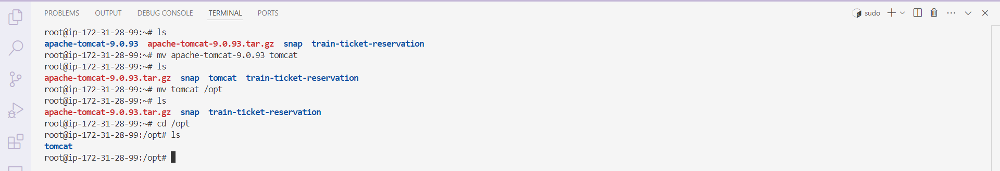 PROBLEMS OUTPUT DEBUG CONSOLE TERMINAL PORTS sudo
root@ip-172-31-28-99:~# ls
apache-tomcat-9.0.93 apache-tomcat-9.0.93.tar.gz snap train-ticket-reservation
root@ip-172-31-28-99:~# mv apache-tomcat-9.0.93 tomcat
root@ip-172-31-28-99:~# ls
apache-tomcat-9.0.93.tar.gz snap tomcat train-ticket-reservation
root@ip-172-31-28-99:~# mv tomcat /opt
root@ip-172-31-28-99:~# ls
apache-tomcat-9.0.93.tar.gz snap train-ticket-reservation
root@ip-172-31-28-99:~# cd /opt
root@ip-172-31-28-99:/opt# ls
tomcat
root@ip-172-31-28-99:/opt#